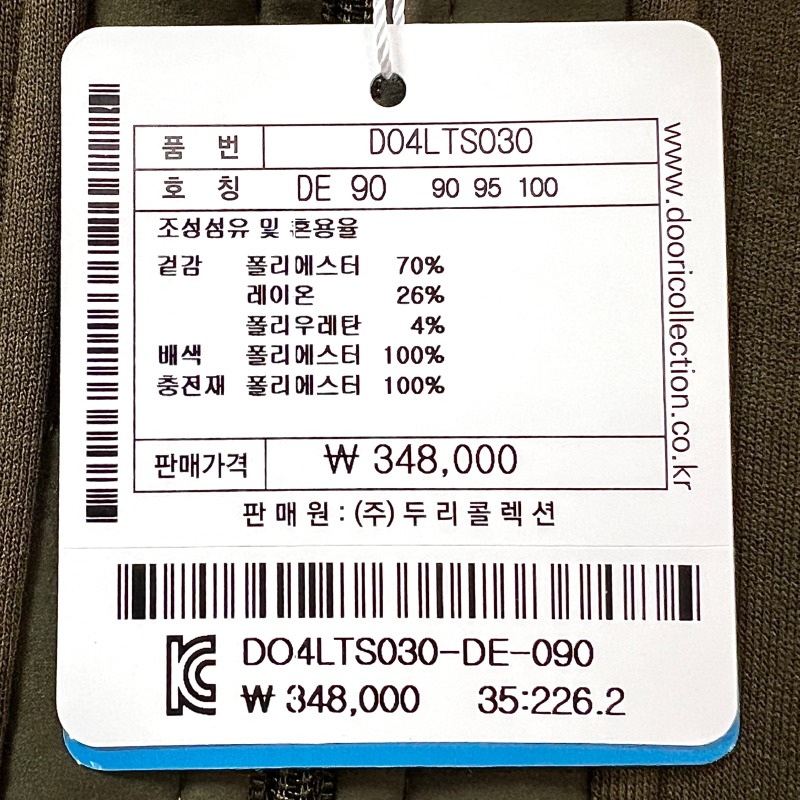 품 번 DO4LTS030
호 칭 DE 90 90 95 100
조성섬유 및 혼용율
겉감 폴리에스터 70%
레이온 26%
폴리우레탄 4%
배색 폴리에스터 100%
충전재 폴리에스터 100%
판매가격 ₩ 348,000
판 매 원 : (주) 두 리 콜 렉 션
www.dooricollection.co.kr
KC DO4LTS030-DE-090
₩ 348,000 35:226.2